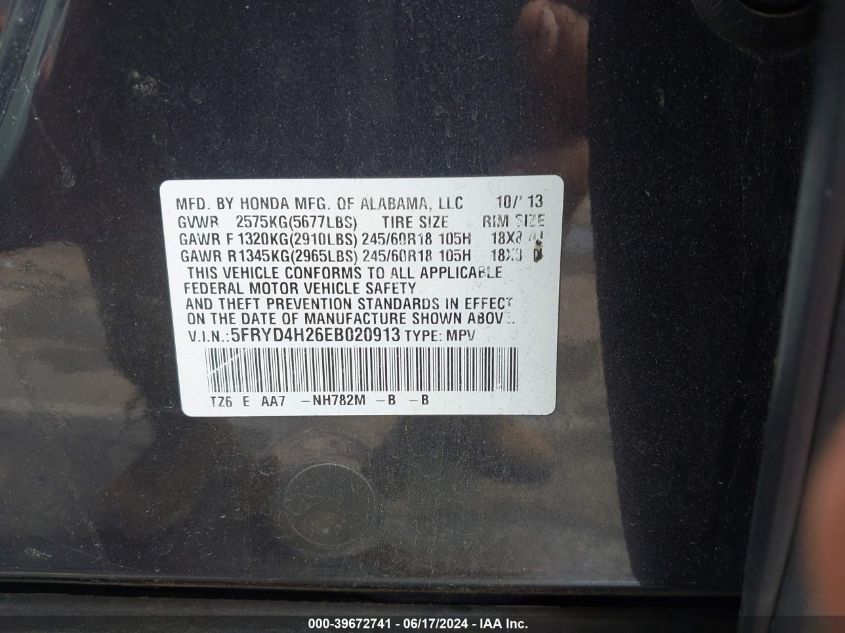 MFD. BY HONDA MFG. OF ALABAMA, LLC 10/'13
GVWR 2575KG(5677LBS) TIRE SIZE RIM SIZE
GAWR F 1320KG(2910LBS) 245/60R18 105H
GAWR R 1345KG(2965LBS) 245/60R18 105H
THIS VEHICLE CONFORMS TO ALL APPLICABLE
FEDERAL MOTOR VEHICLE SAFETY
AND THEFT PREVENTION STANDARDS IN EFFECT
ON THE DATE OF MANUFACTURE SHOWN ABOVE.
V.I.N.:5FRYD4H26EB020913 TYPE: MPV
TZ6 E AA7 -NH782M -B -B
000-39672741 / 06/17/2024 - © IAA Inc.